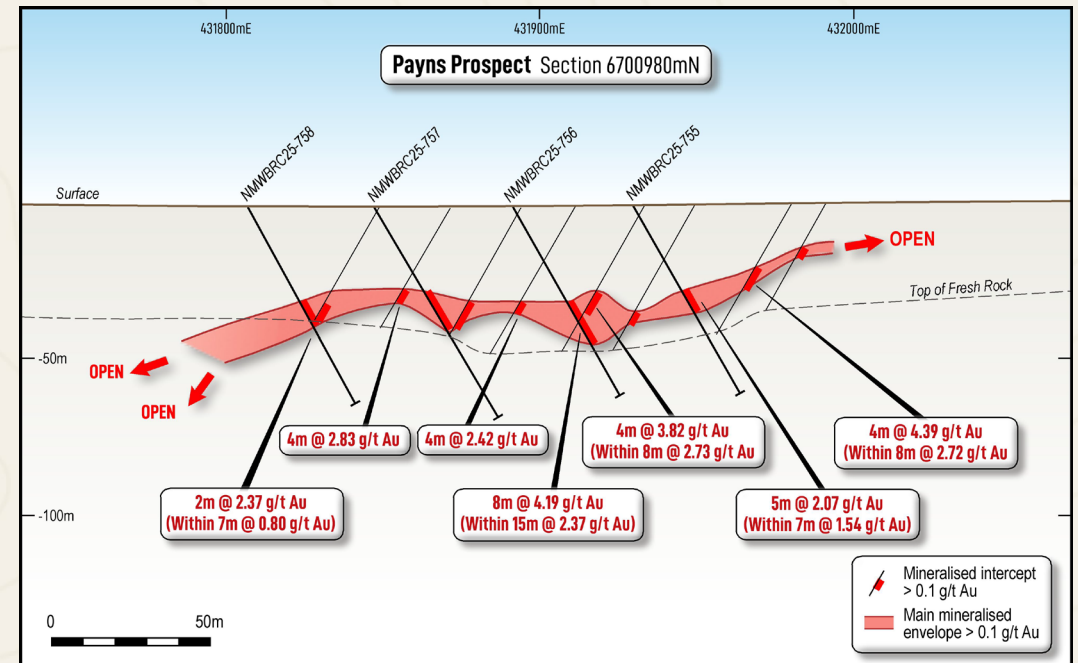 431800mE
431900mE
432000mE
Payns Prospect Section 6700980mN
NMWBRC25-758
NMWBRC25-757
NMWBRC25-756
NMWBRC25-755
Surface
OPEN
Top of Fresh Rock
-50m
OPEN
OPEN
4m @ 2.83 g/t Au
4m @ 2.42 g/t Au
4m @ 3.82 g/t Au
(Within 8m @ 2.73 g/t Au
4m @ 4.39 g/t Au
(Within 8m @ 2.72 g/t Au
2m @ 2.37 g/t Au
(Within 7m @ 0.80 g/t Au)
8m @ 4.19 g/t Au
(Within 15m @ 2.37 g/t Au)
5m @ 2.07 g/t Au
(Within 7m @ 1.54 g/t Au)
-100m
Mineralised intercept
> 0.1 g/t Au
Main mineralised
envelope > 0.1 g/t Au
0 50m